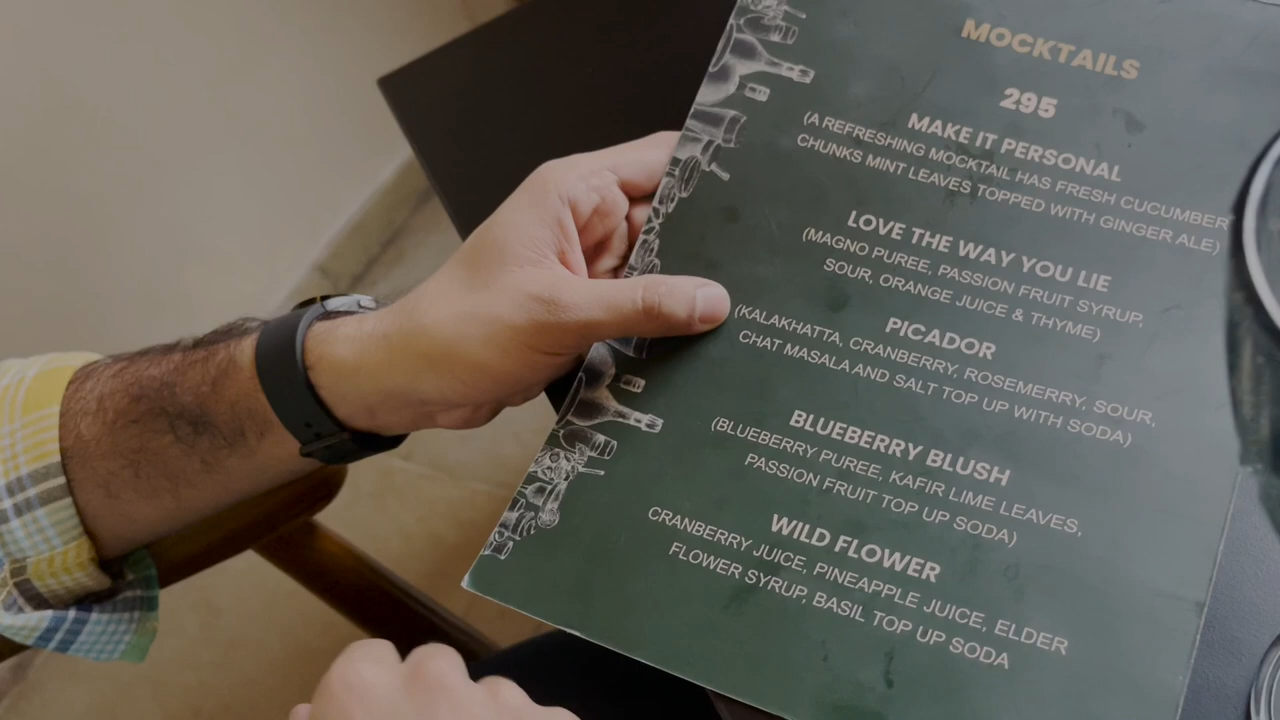 MOCKTAILS
295
MAKE IT PERSONAL
(A REFRESHING MOCKTAIL HAS FRESH CUCUMBER
CHUNKS MINT LEAVES TOPPED WITH GINGER ALE)
LOVE THE WAY YOU LIE
(MAGNO PUREE, PASSION FRUIT SYRUP,
SOUR, ORANGE JUICE & THYME)
PICADOR
(KALAKHATTA, CRANBERRY, ROSEMERRY, SOUR,
CHAT MASALA AND SALT TOP UP WITH SODA)
BLUEBERRY BLUSH
(BLUEBERRY PUREE, KAFIR LIME LEAVES,
PASSION FRUIT TOP UP SODA)
WILD FLOWER
CRANBERRY JUICE, PINEAPPLE JUICE, ELDER
FLOWER SYRUP, BASIL TOP UP SODA